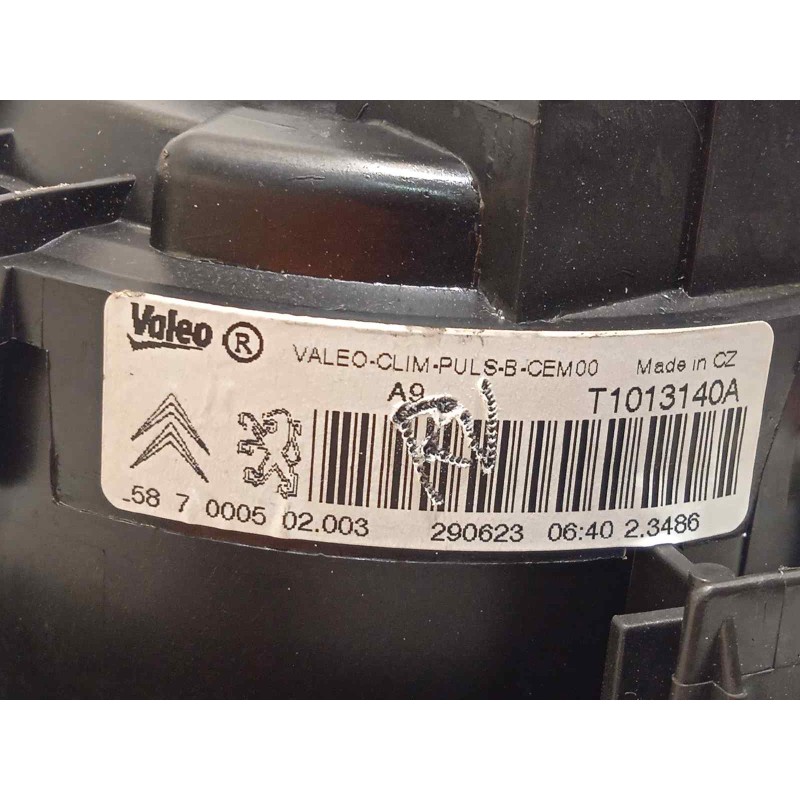 Valeo ® VALEO-CLIM-PULS-B-CEM00 Made in CZ
A9 T1013140A
58 7 0005 02.003 290623 06:40 2.3486